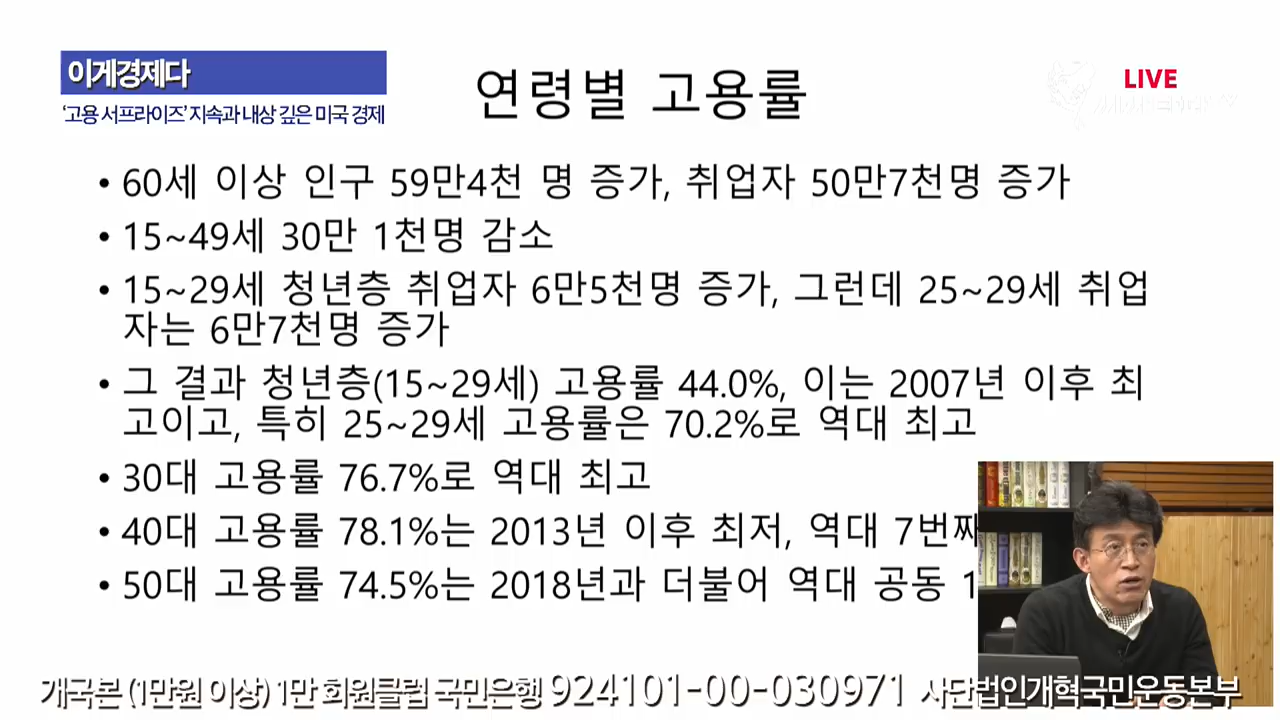 이게경제다
'고용 서프라이즈' 지속과 내상 깊은 미국 경제
연령별 고용률
LIVE
• 60세 이상 인구 59만4천 명 증가, 취업자 50만7천명 증가
• 15~49세 30만 1천명 감소
• 15~29세 청년층 취업자 6만5천명 증가, 그런데 25~29세 취업
자는 6만7천명 증가
• 그 결과 청년층(15~29세) 고용률 44.0%, 이는 2007년 이후 최
고이고, 특히 25~29세 고용률은 70.2%로 역대 최고
• 30대 고용률 76.7%로 역대 최고
• 40대 고용률 78.1%는 2013년 이후 최저, 역대 7번째
• 50대 고용률 74.5%는 2018년과 더불어 역대 공동 1
개국본 (1만원 이상) 1만 회원클럽 국민은행 924101-00-030971 사단법인개혁국민운동본부